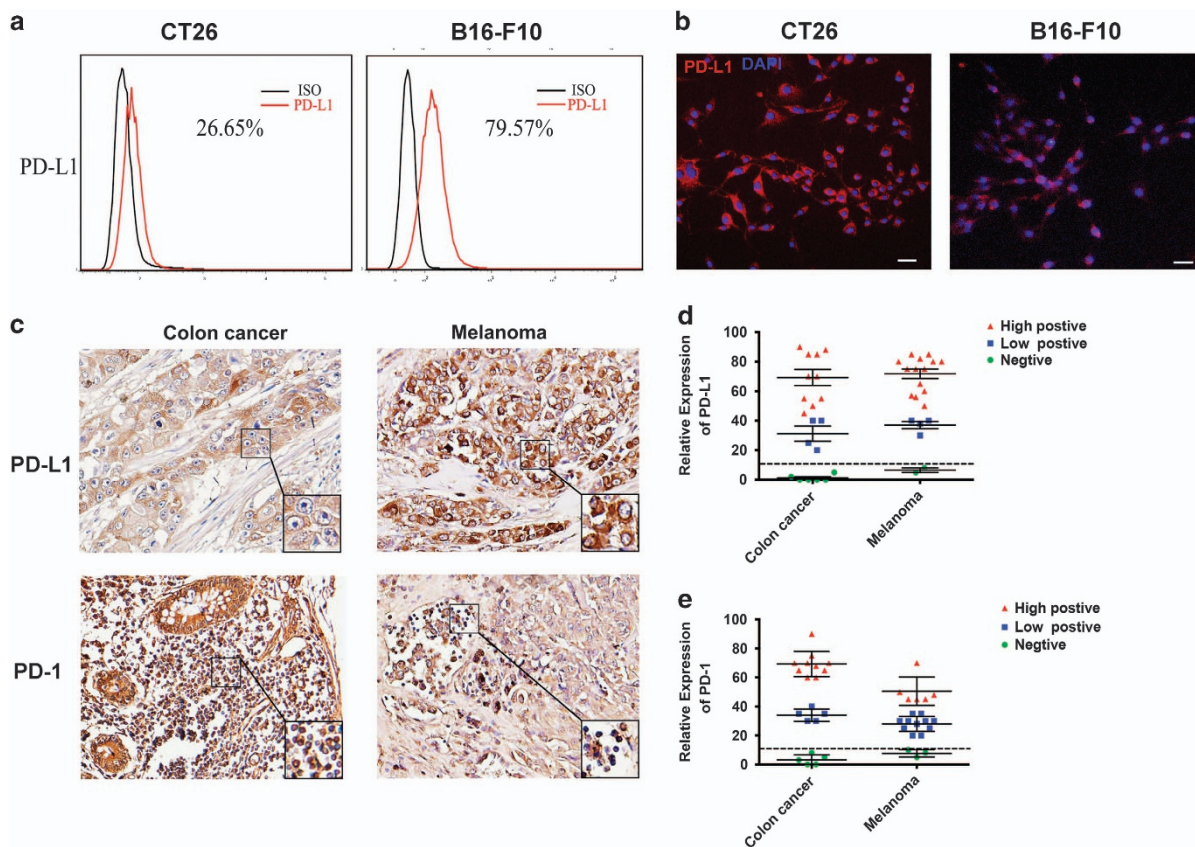 a
CT26
B16-F10
PD-L1
ISO
PD-L1
26.65%
ISO
PD-L1
79.57%
b
CT26
B16-F10
PD-L1 DAPI
c
Colon cancer
Melanoma
PD-L1
PD-1
d
Relative Expression
of PD-L1
100
80
60
40
20
0
Colon cancer
Melanoma
High postive
Low postive
Negtive
e
Relative Expression
of PD-1
100
80
60
40
20
0
Colon cancer
Melanoma
High postive
Low postive
Negtive